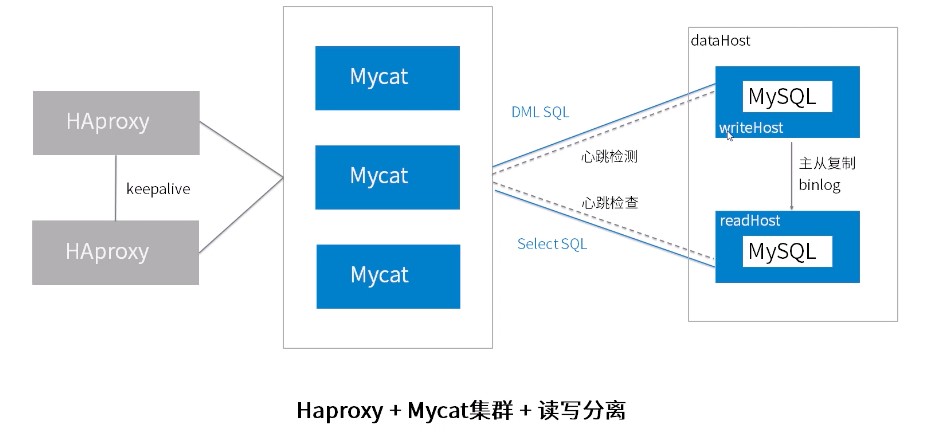 HAproxy
keepalive
HAproxy
Mycat
Mycat
Mycat
DML SQL
心跳检测
心跳检查
Select SQL
dataHost
MySQL
writeHost
主从复制
binlog
readHost
MySQL
Haproxy + Mycat集群 + 读写分离